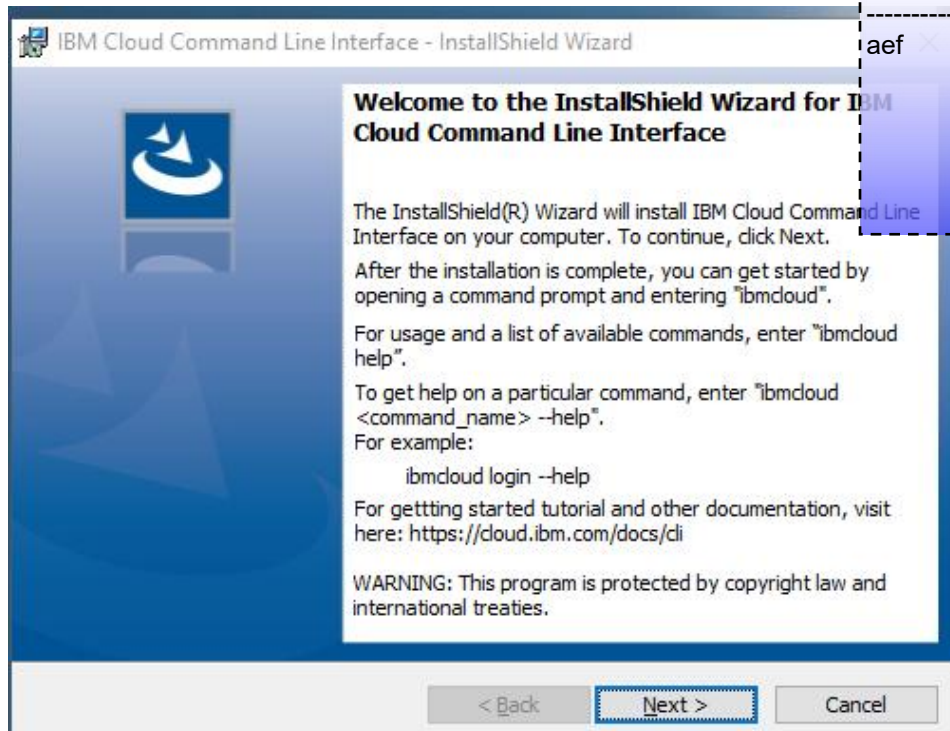 IBM Cloud Command Line Interface - InstallShield Wizard
aef
Welcome to the InstallShield Wizard for IBM
Cloud Command Line Interface
The InstallShield(R) Wizard will install IBM Cloud Command Line
Interface on your computer. To continue, click Next.
After the installation is complete, you can get started by
opening a command prompt and entering "ibmcloud".
For usage and a list of available commands, enter "ibmcloud
help".
To get help on a particular command, enter "ibmcloud
<command_name> --help".
For example:
ibmcloud login --help
For gettting started tutorial and other documentation, visit
here: https://cloud.ibm.com/docs/cli
WARNING: This program is protected by copyright law and
international treaties.
< Back
Next >
Cancel